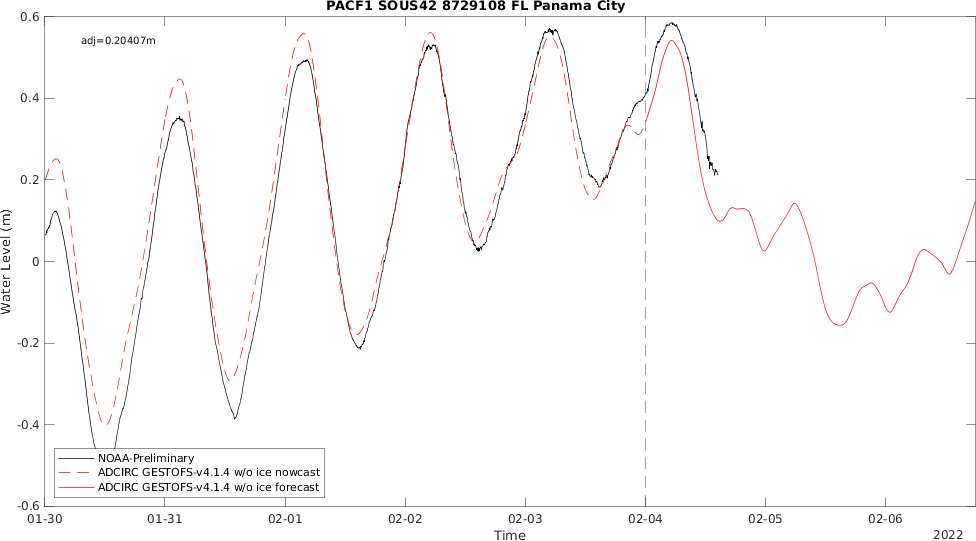 PACF1 SOUS42 8729108 FL Panama City
adj=0.20407m
Water Level (m)
0.6
0.4
0.2
0
-0.2
-0.4
-0.6
NOAA-Preliminary
ADCIRC GESTOFS-v4.1.4 w/o ice nowcast
ADCIRC GESTOFS-v4.1.4 w/o ice forecast
01-30 01-31 02-01 02-02 02-03 02-04 02-05 02-06
Time
2022